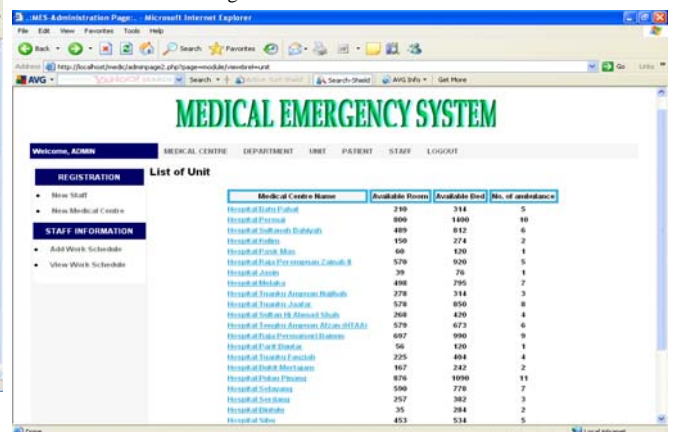 .:MES-Administration Page:. - Microsoft Internet Explorer
File Edit View Favorites Tools Help
Back Search Favorites
Address http://localhost/medic/adminpage2.php?page=module/viewbrel=unit Go Links
AVG Search Search-Shield AVG Info Get More
MEDICAL EMERGENCY SYSTEM
Welcome, ADMIN MEDICAL CENTRE DEPARTMENT UNIT PATIENT STAFF LOGOUT
REGISTRATION
New Staff
New Medical Centre
STAFF INFORMATION
Add Work Schedule
View Work Schedule
List of Unit
Medical Centre Name Available Room Available Bed No. of ambulance
Hospital Batu Pahat 210 314 5
Hospital Permai 800 1400 10
Hospital Sultanah Bahiyah 489 812 6
Hospital Kulim 150 274 2
Hospital Pasir Mas 60 120 1
Hospital Raja Perempuan Zainab II 570 920 5
Hospital Jasin 39 76 1
Hospital Melaka 498 795 7
Hospital Tuanku Ampuan Najihah 278 314 3
Hospital Tuanku Jaafar 578 850 8
Hospital Sultan Hj Ahmad Shah 268 420 4
Hospital Tengku Ampuan Afzan (HTAA) 579 673 6
Hospital Raja Permaisuri Bainun 697 990 9
Hospital Parit Buntar 56 120 1
Hospital Tuanku Fauziah 225 404 4
Hospital Bukit Mertajam 167 242 2
Hospital Pulau Pinang 876 1090 11
Hospital Selayang 590 778 7
Hospital Serdang 257 382 3
Hospital Bintulu 35 284 2
Hospital Sibu 453 534 5
Done Local intranet